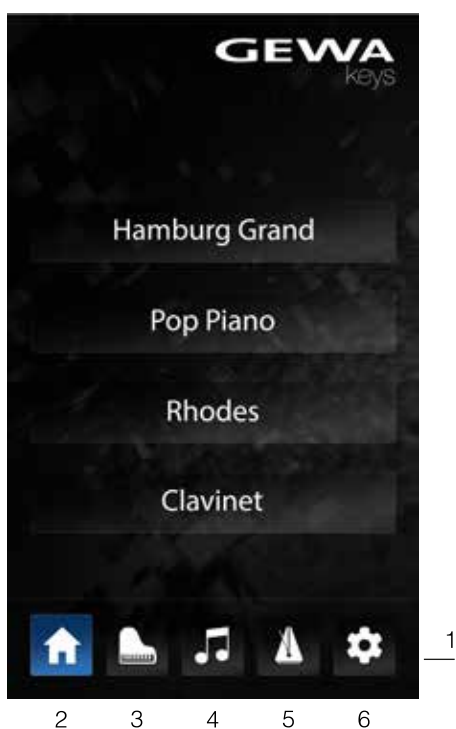 GEWA
keys
Hamburg Grand
Pop Piano
Rhodes
Clavinet
1
2 3 4 5 6